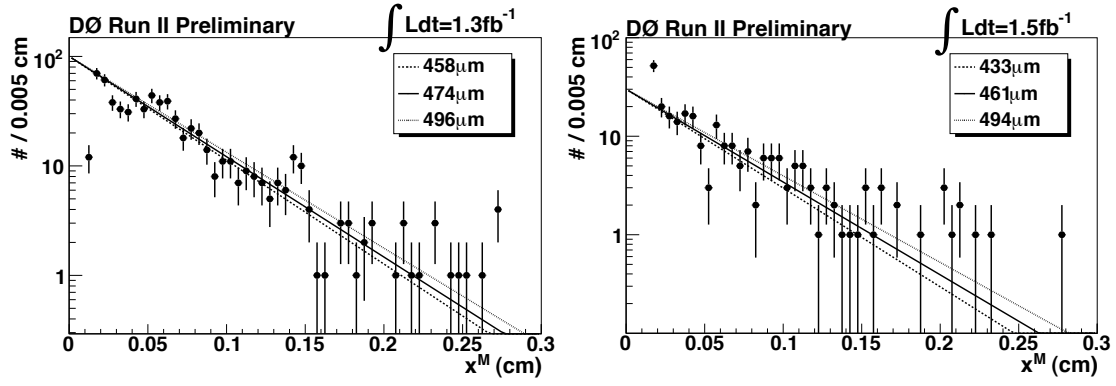 DØ Run II Preliminary
∫ Ldt=1.3fb⁻¹
# / 0.005 cm
10²
10
1
458μm
474μm
496μm
0 0.05 0.1 0.15 0.2 0.25 0.3
xᴹ (cm)
DØ Run II Preliminary
∫ Ldt=1.5fb⁻¹
# / 0.005 cm
10²
10
1
433μm
461μm
494μm
0 0.05 0.1 0.15 0.2 0.25 0.3
xᴹ (cm)